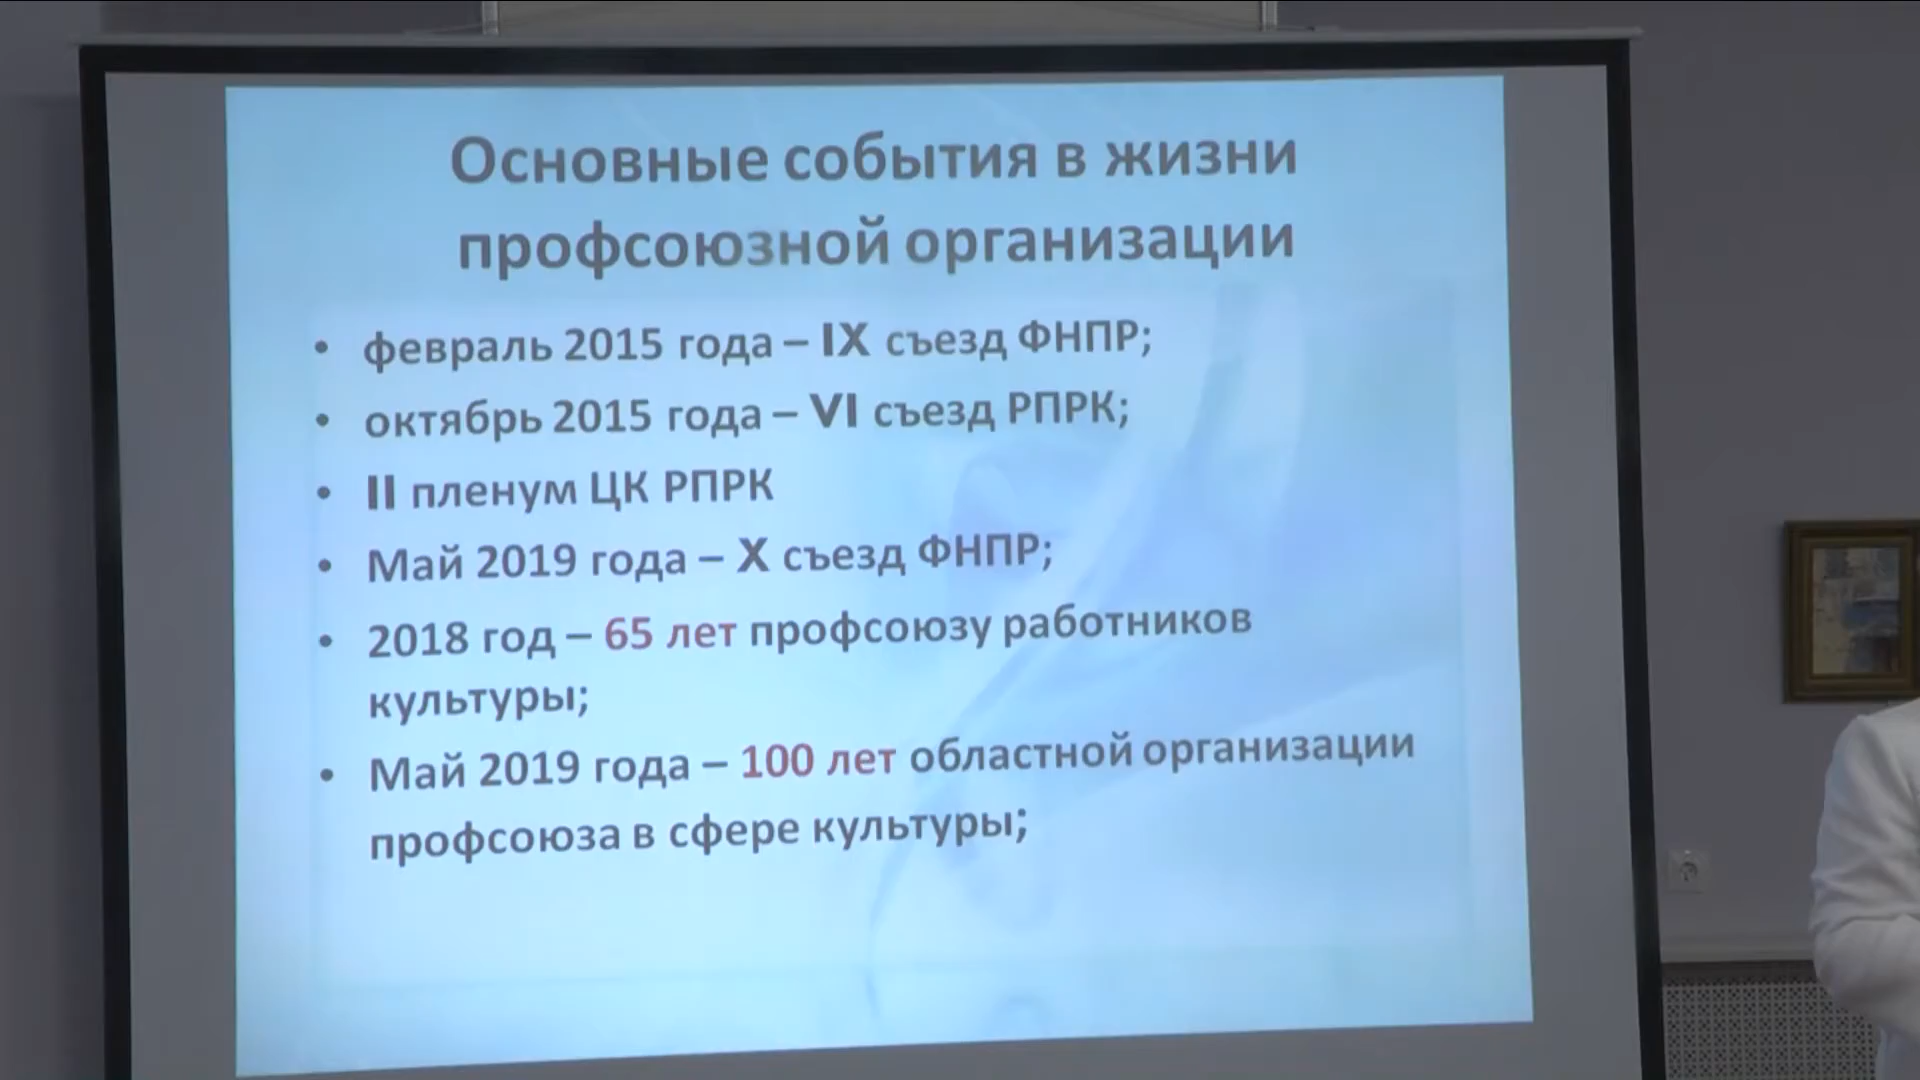 Основные события в жизни
профсоюзной организации
• февраль 2015 года – IX съезд ФНПР;
• октябрь 2015 года – VI съезд РПРК;
• II пленум ЦК РПРК
• Май 2019 года – X съезд ФНПР;
• 2018 год – 65 лет профсоюзу работников
культуры;
• Май 2019 года – 100 лет областной организации
профсоюза в сфере культуры;